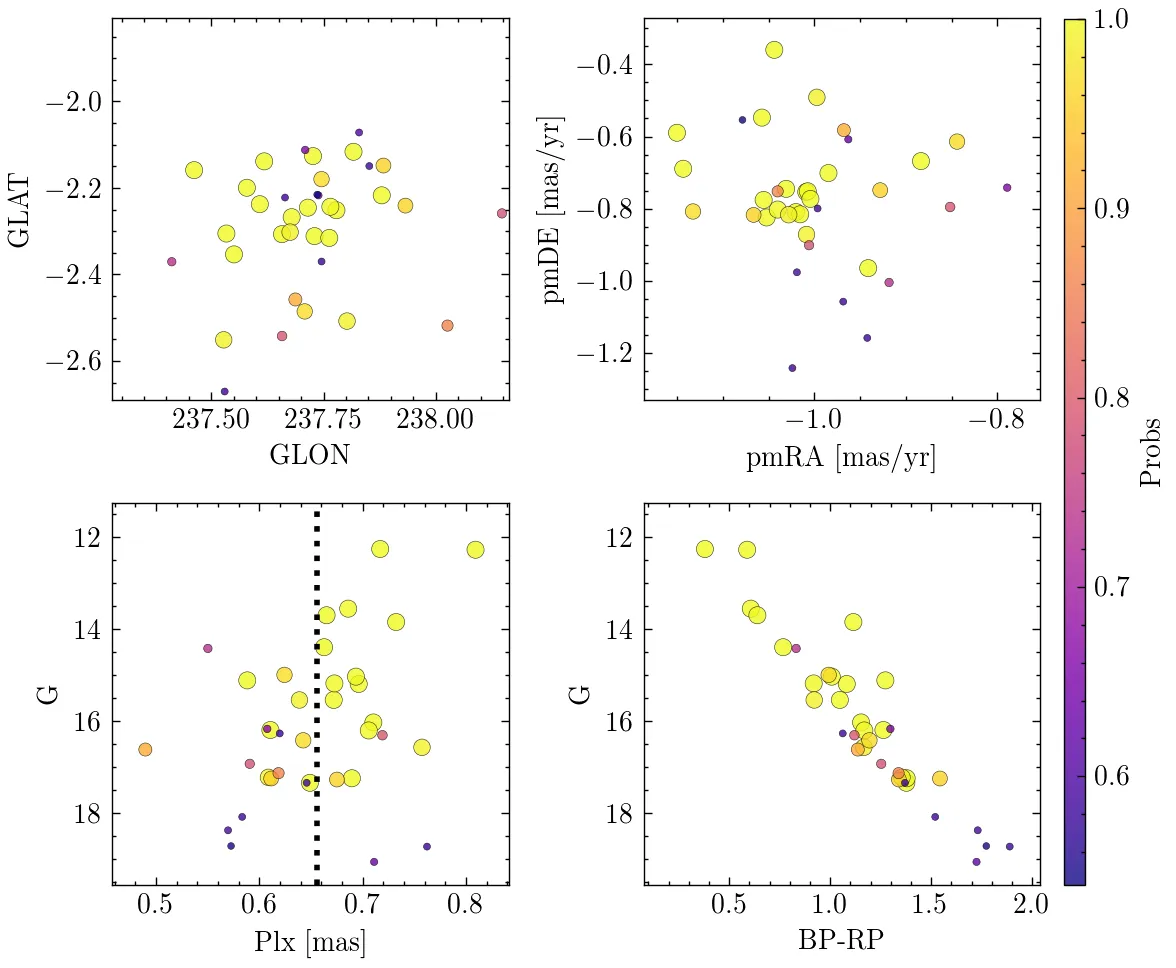 −2.0
−2.2
−2.4
−2.6
GLAT
237.50 237.75 238.00
GLON
−0.4
−0.6
−0.8
−1.0
−1.2
pmDE [mas/yr]
−1.0 −0.8
pmRA [mas/yr]
12
14
16
18
G
0.5 0.6 0.7 0.8
Plx [mas]
12
14
16
18
G
0.5 1.0 1.5 2.0
BP-RP
1.0
0.9
0.8
0.7
0.6
Probs